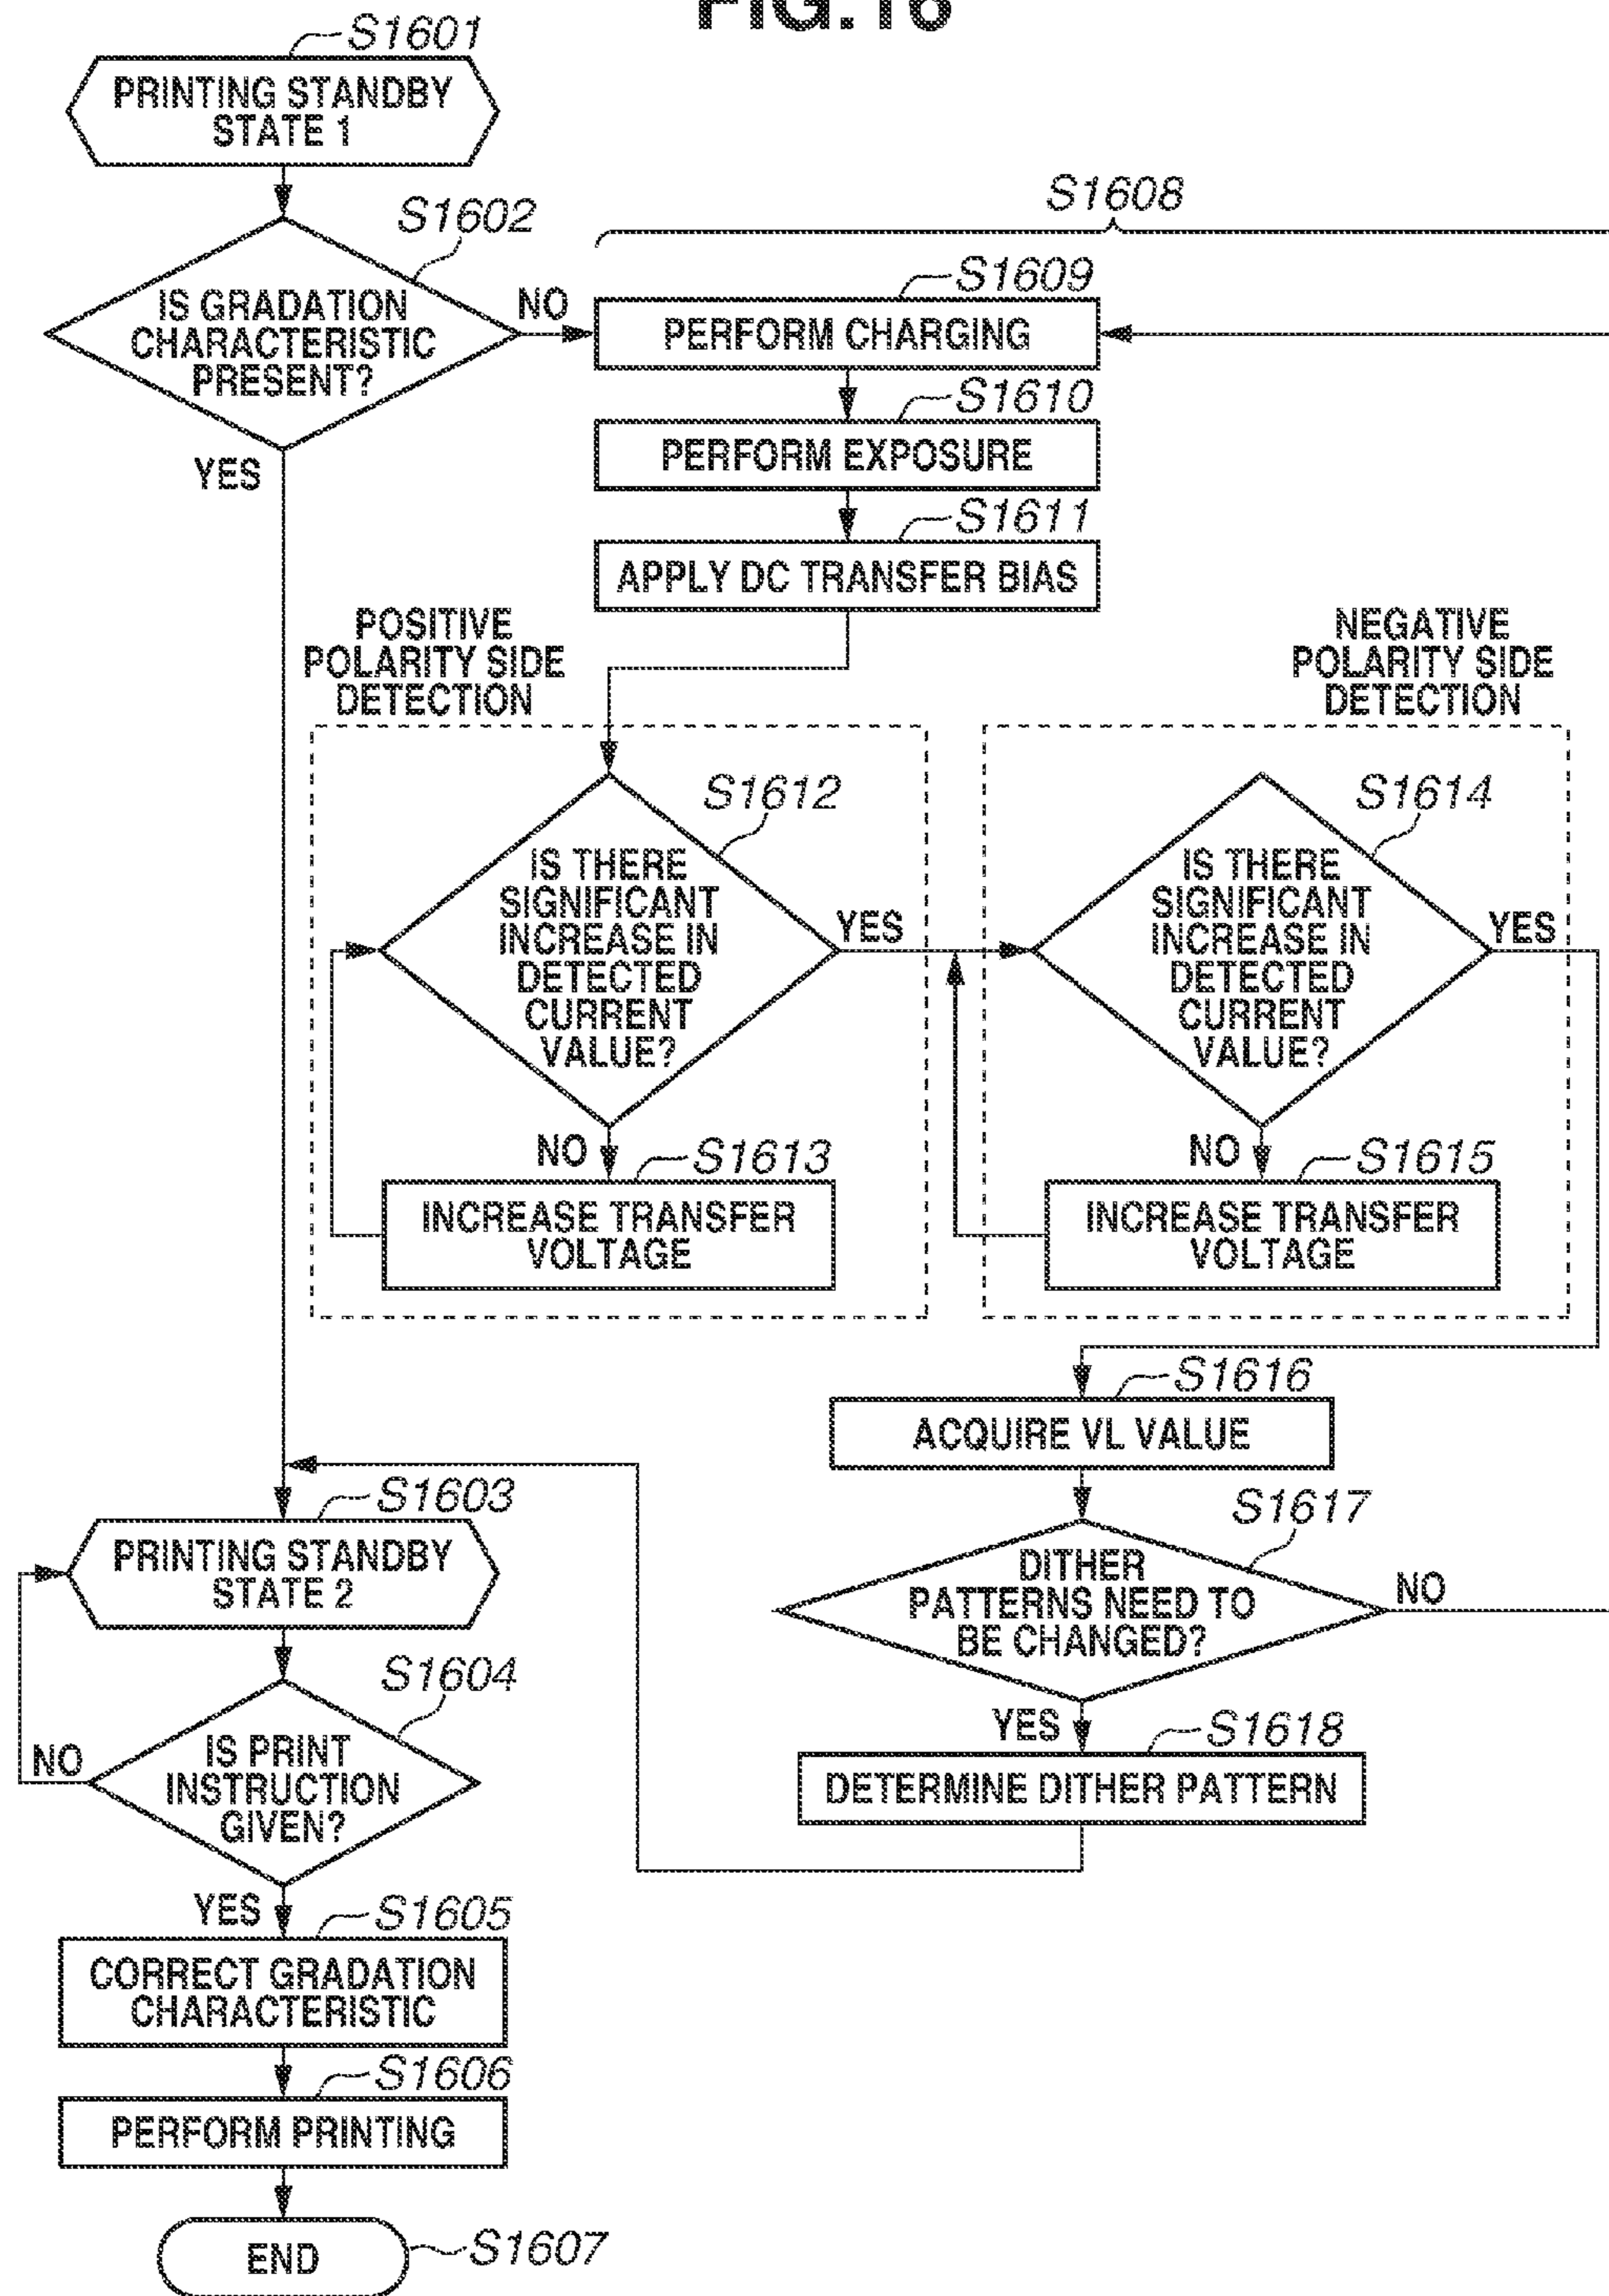 FIG.16
S1601
PRINTING STANDBY
STATE 1
S1602
IS GRADATION
CHARACTERISTIC
PRESENT?
NO
YES
S1608
S1609
PERFORM CHARGING
S1610
PERFORM EXPOSURE
S1611
APPLY DC TRANSFER BIAS
POSITIVE
POLARITY SIDE
DETECTION
NEGATIVE
POLARITY SIDE
DETECTION
S1612
IS THERE
SIGNIFICANT
INCREASE IN
DETECTED
CURRENT
VALUE?
YES
NO
S1613
INCREASE TRANSFER
VOLTAGE
S1614
IS THERE
SIGNIFICANT
INCREASE IN
DETECTED
CURRENT
VALUE?
YES
NO
S1615
INCREASE TRANSFER
VOLTAGE
S1616
ACQUIRE VL VALUE
S1617
DITHER
PATTERNS NEED TO
BE CHANGED?
NO
YES
S1618
DETERMINE DITHER PATTERN
S1603
PRINTING STANDBY
STATE 2
S1604
IS PRINT
INSTRUCTION
GIVEN?
NO
YES
S1605
CORRECT GRADATION
CHARACTERISTIC
S1606
PERFORM PRINTING
END
S1607